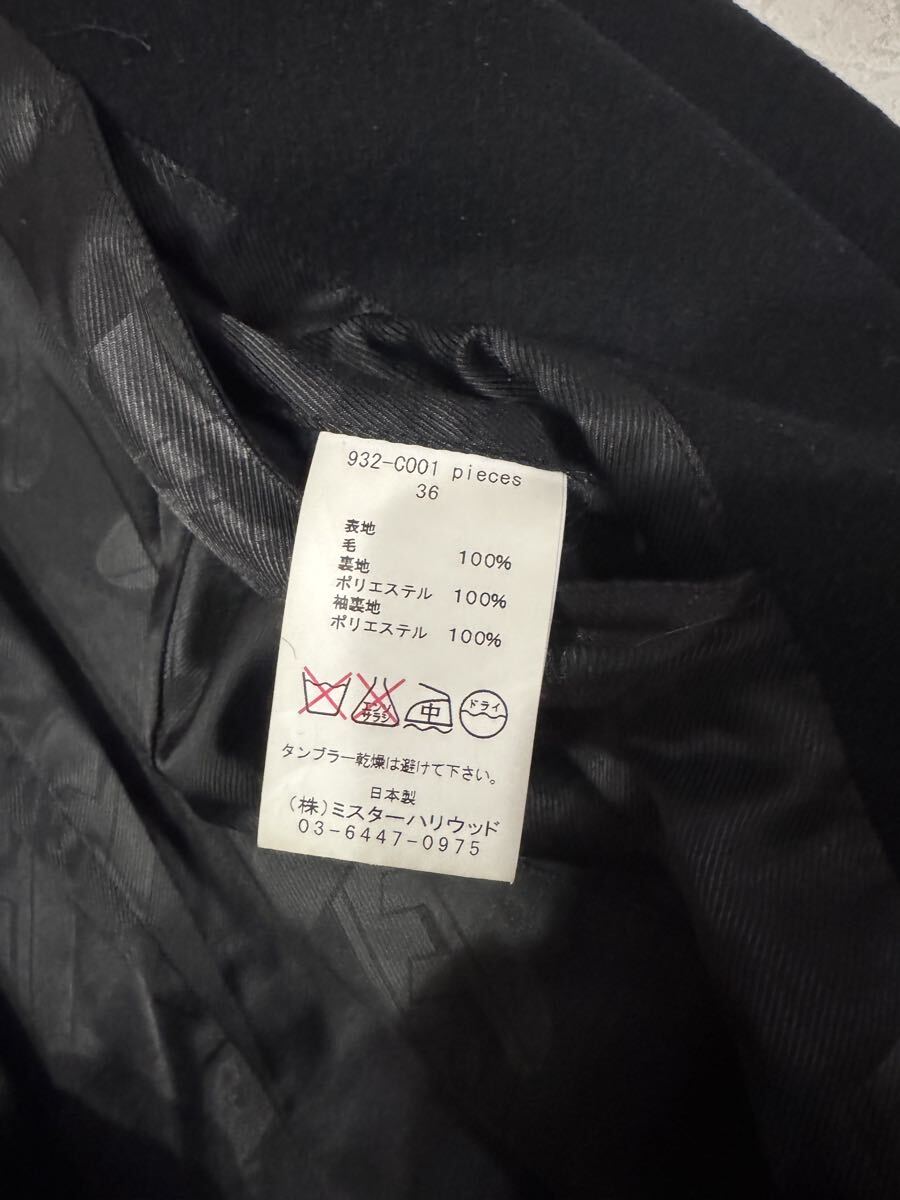 932-C001 pieces
36
表地
毛 100%
裏地
ポリエステル 100%
袖裏地
ポリエステル 100%
エンソ
サラシ
中
ドライ
タンブラー乾燥は避けて下さい。
日本製
(株)ミスターハリウッド
03-6447-0975